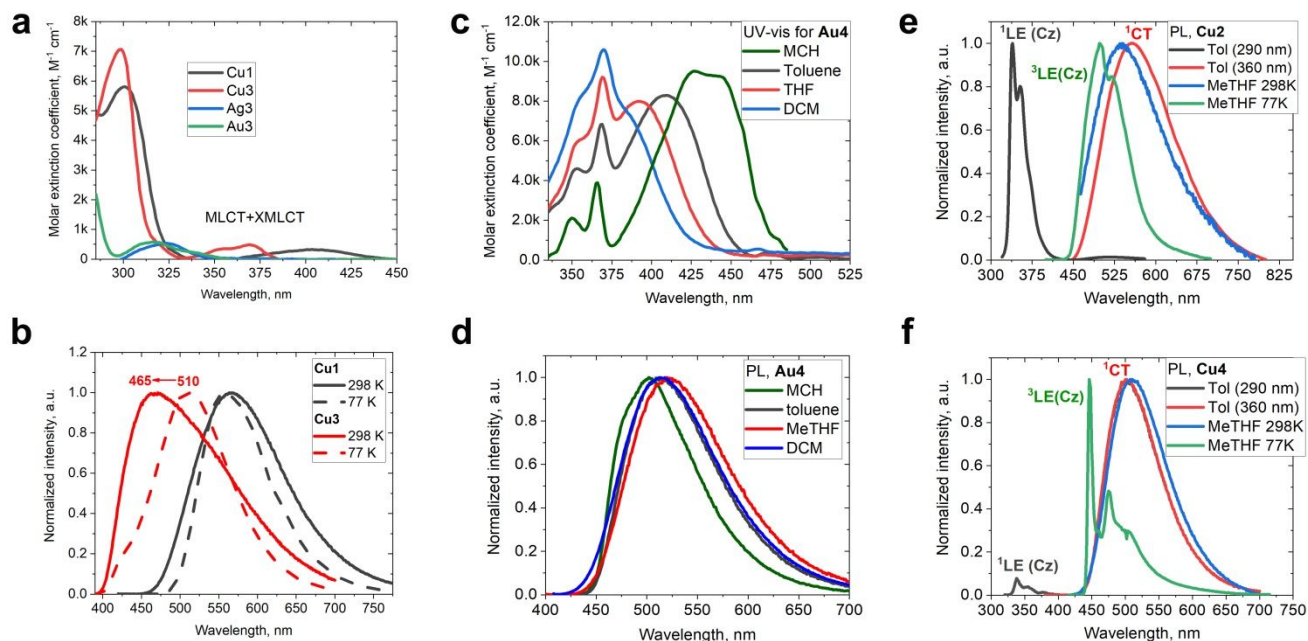 a
Molar extinction coefficient, M⁻¹ cm⁻¹
8k
7k
6k
5k
4k
3k
2k
1k
0
Cu1
Cu3
Ag3
Au3
MLCT+XMLCT
300 325 350 375 400 425 450
Wavelength, nm
b
Normalized intensity, a.u.
1.2
1.0
0.8
0.6
0.4
0.2
0.0
465 510
Cu1
298 K
77 K
Cu3
298 K
77 K
400 450 500 550 600 650 700 750
Wavelength, nm
c
Molar extinction coefficient, M⁻¹ cm⁻¹
12.0k
10.0k
8.0k
6.0k
4.0k
2.0k
0.0
UV-vis for Au4
MCH
Toluene
THF
DCM
350 375 400 425 450 475 500 525
Wavelength, nm
d
Normalized intensity, a.u.
1.0
0.8
0.6
0.4
0.2
0.0
PL, Au4
MCH
toluene
MeTHF
DCM
400 450 500 550 600 650 700
Wavelength, nm
e
Normalized intensity, a.u.
1.0
0.8
0.6
0.4
0.2
0.0
¹LE (Cz)
³LE(Cz)
¹CT
PL, Cu2
Tol (290 nm)
Tol (360 nm)
MeTHF 298K
MeTHF 77K
300 375 450 525 600 675 750 825
Wavelength, nm
f
Normalized intensity, a.u.
1.0
0.8
0.6
0.4
0.2
0.0
¹LE (Cz)
³LE(Cz)
¹CT
PL, Cu4
Tol (290 nm)
Tol (360 nm)
MeTHF 298K
MeTHF 77K
300 350 400 450 500 550 600 650 700 750
Wavelength, nm